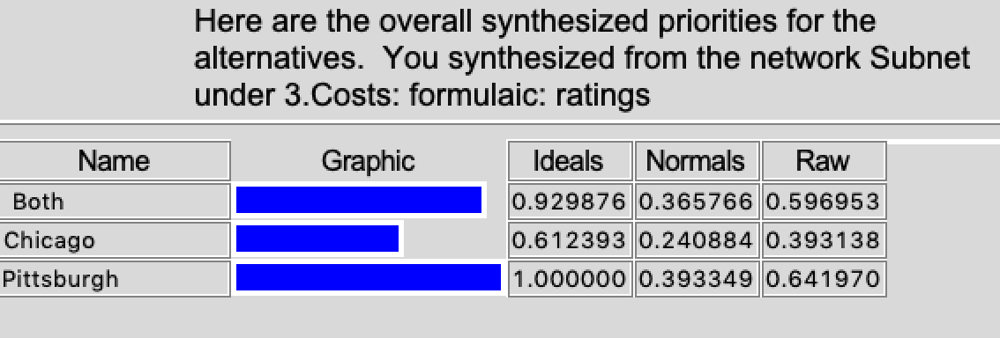 Here are the overall synthesized priorities for the
alternatives.  You synthesized from the network Subnet
under 3.Costs: formulaic: ratings
Name Graphic Ideals Normals Raw
Both 0.929876 0.365766 0.596953
Chicago 0.612393 0.240884 0.393138
Pittsburgh 1.000000 0.393349 0.641970